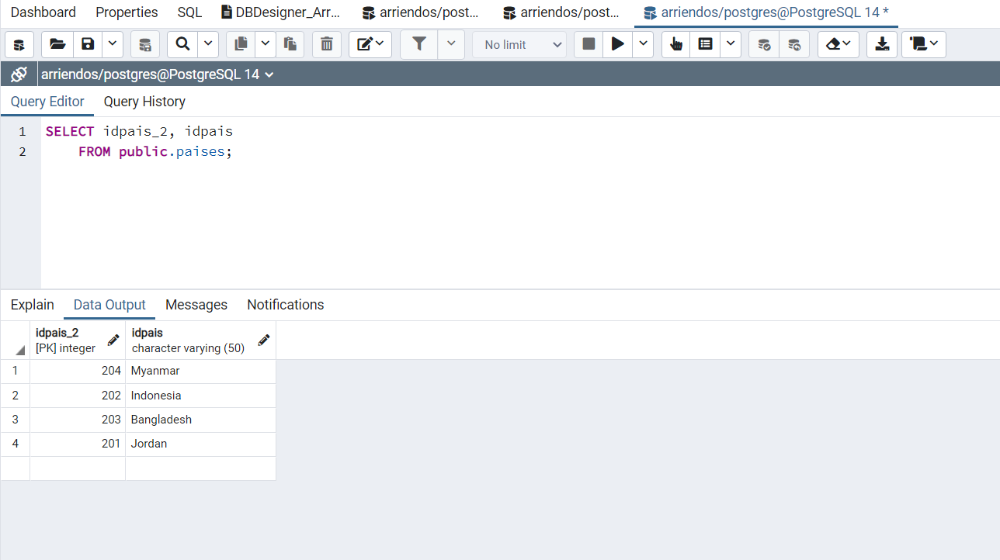 Dashboard Properties SQL DBDesigner_Arr... arriendos/post... arriendos/post... arriendos/postgres@PostgreSQL 14 *
No limit
arriendos/postgres@PostgreSQL 14
Query Editor Query History
1 SELECT idpais_2, idpais
2 FROM public.paises;
Explain Data Output Messages Notifications
idpais_2 idpais
[PK] integer character varying (50)
1 204 Myanmar
2 202 Indonesia
3 203 Bangladesh
4 201 Jordan